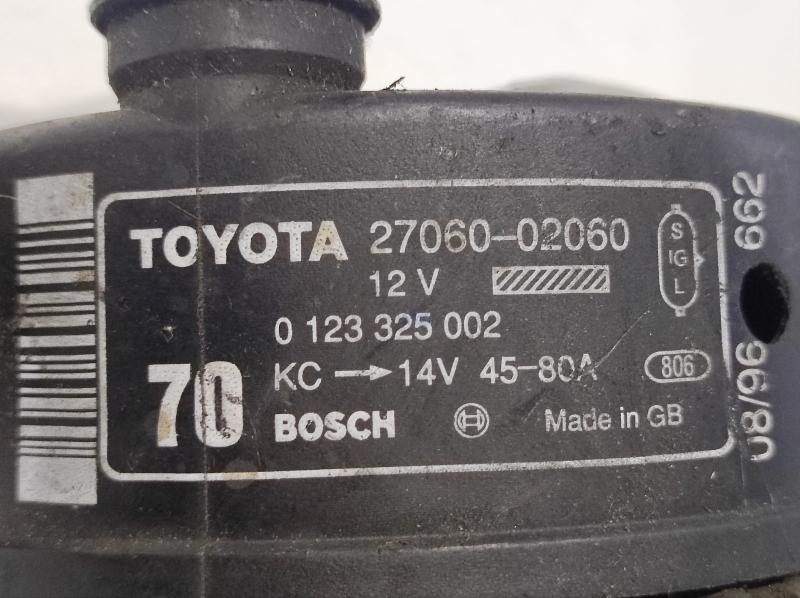 TOYOTA 27060-02060
12 V
S
IG
L
0 123 325 002
70
KC → 14V 45-80A
806
BOSCH
Made in GB
08/96 662